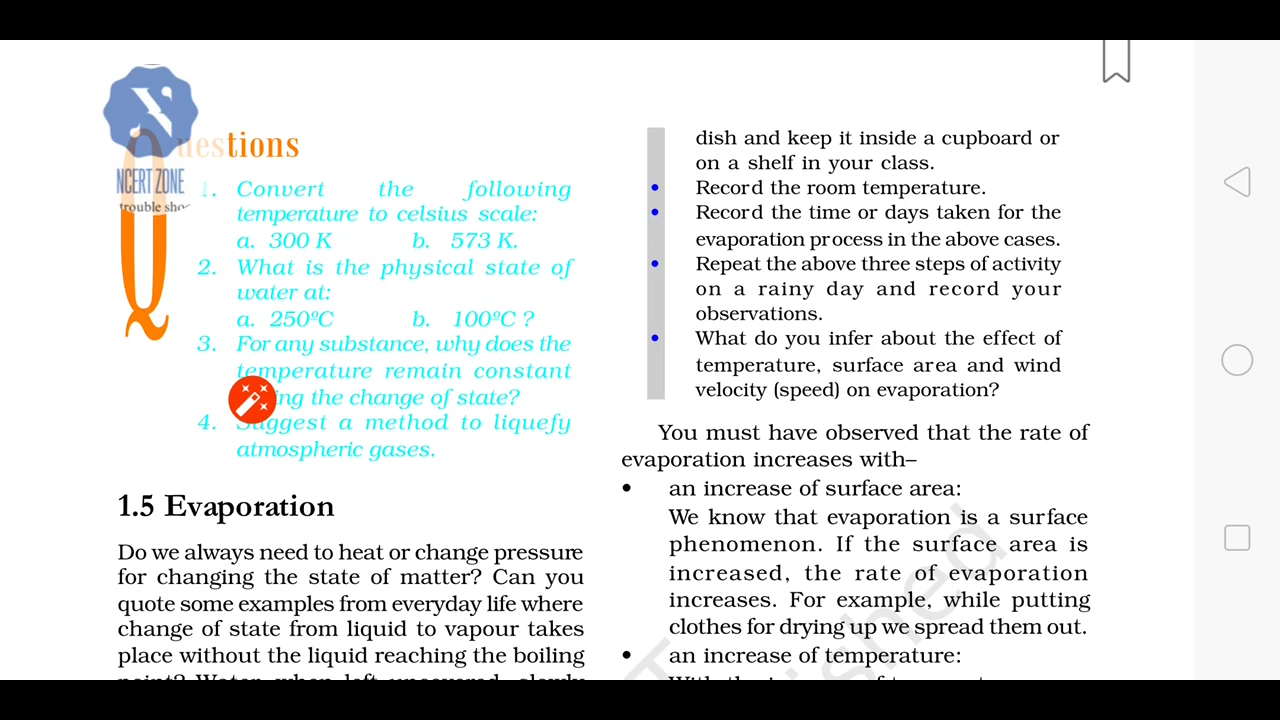 Questions
NCERT ZONE
trouble
1. Convert the following
temperature to celsius scale:
a. 300 K b. 573 K.
2. What is the physical state of
water at:
a. 250ºC b. 100ºC ?
3. For any substance, why does the
temperature remain constant
ing the change of state?
4. Suggest a method to liquefy
atmospheric gases.
1.5 Evaporation
Do we always need to heat or change pressure
for changing the state of matter? Can you
quote some examples from everyday life where
change of state from liquid to vapour takes
place without the liquid reaching the boiling
point? Water, when left uncovered, slowly
dish and keep it inside a cupboard or
on a shelf in your class.
• Record the room temperature.
• Record the time or days taken for the
evaporation process in the above cases.
• Repeat the above three steps of activity
on a rainy day and record your
observations.
• What do you infer about the effect of
temperature, surface area and wind
velocity (speed) on evaporation?
You must have observed that the rate of
evaporation increases with–
• an increase of surface area:
We know that evaporation is a surface
phenomenon. If the surface area is
increased, the rate of evaporation
increases. For example, while putting
clothes for drying up we spread them out.
• an increase of temperature: